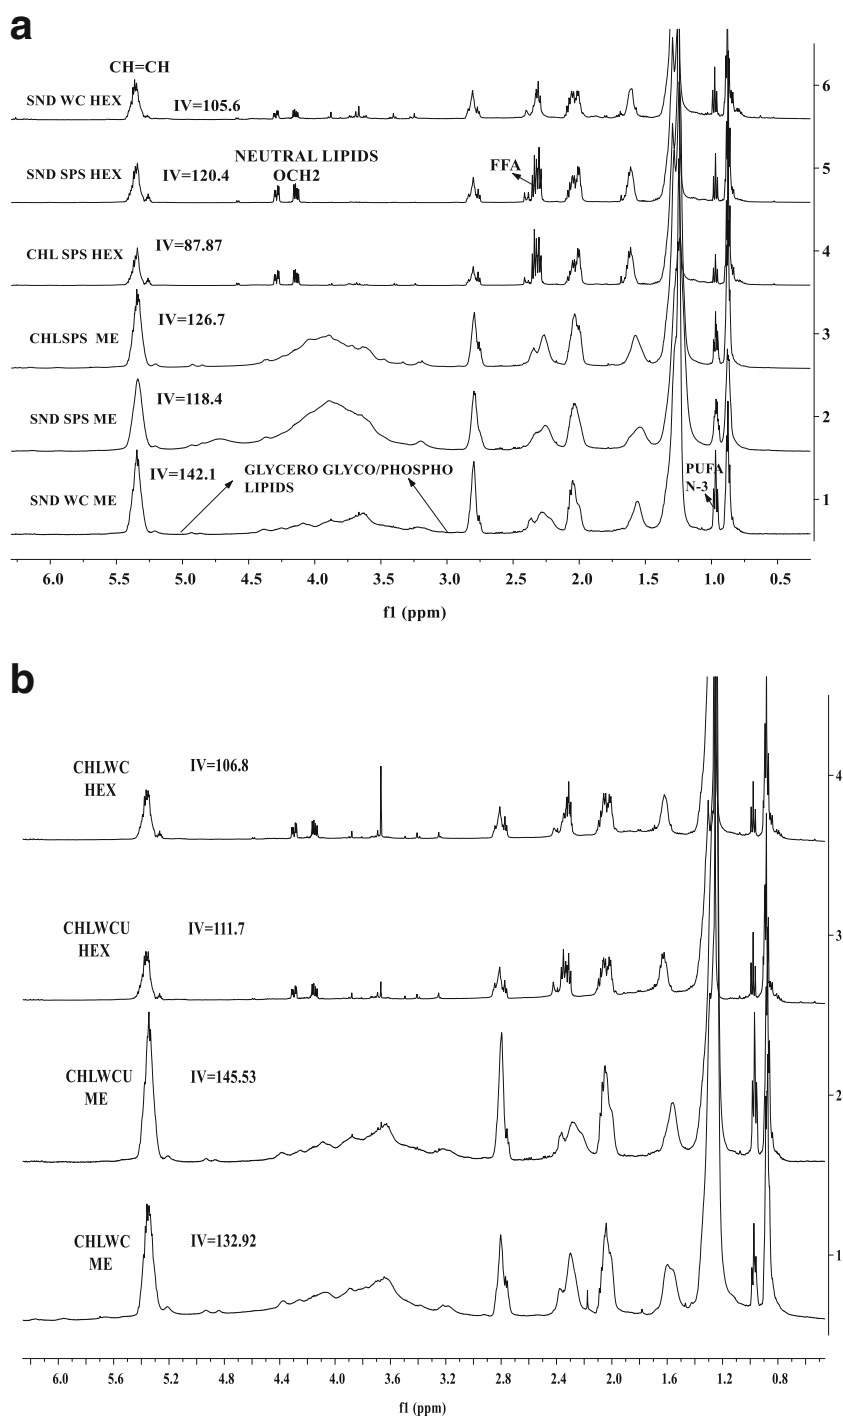 a
CH=CH
SND WC HEX
IV=105.6
6
NEUTRAL LIPIDS
OCH2
FFA
SND SPS HEX
IV=120.4
5
CHL SPS HEX
IV=87.87
4
CHLSPS ME
IV=126.7
3
SND SPS ME
IV=118.4
2
SND WC ME
IV=142.1
GLYCERO GLYCO/PHOSPHO
LIPIDS
PUFA
N-3
1
6.0 5.5 5.0 4.5 4.0 3.5 3.0 2.5 2.0 1.5 1.0 0.5
f1 (ppm)
b
CHLWC
HEX
IV=106.8
4
CHLWCU
HEX
IV=111.7
3
CHLWCU
ME
IV=145.53
2
CHLWC
ME
IV=132.92
1
6.0 5.6 5.2 4.8 4.4 4.0 3.6 3.2 2.8 2.4 2.0 1.6 1.2 0.8
f1 (ppm)